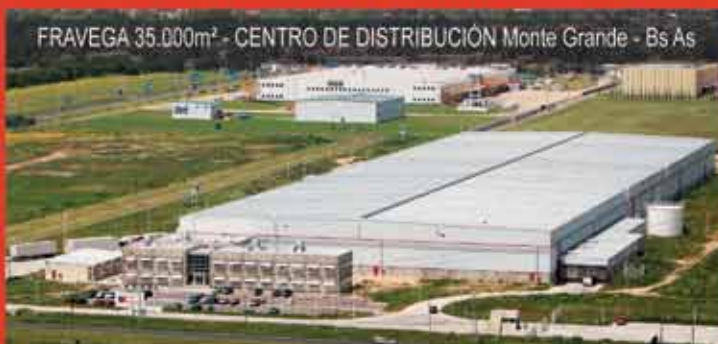 FRAVEGA 35.000m² - CENTRO DE DISTRIBUCIÓN Monte Grande - Bs As